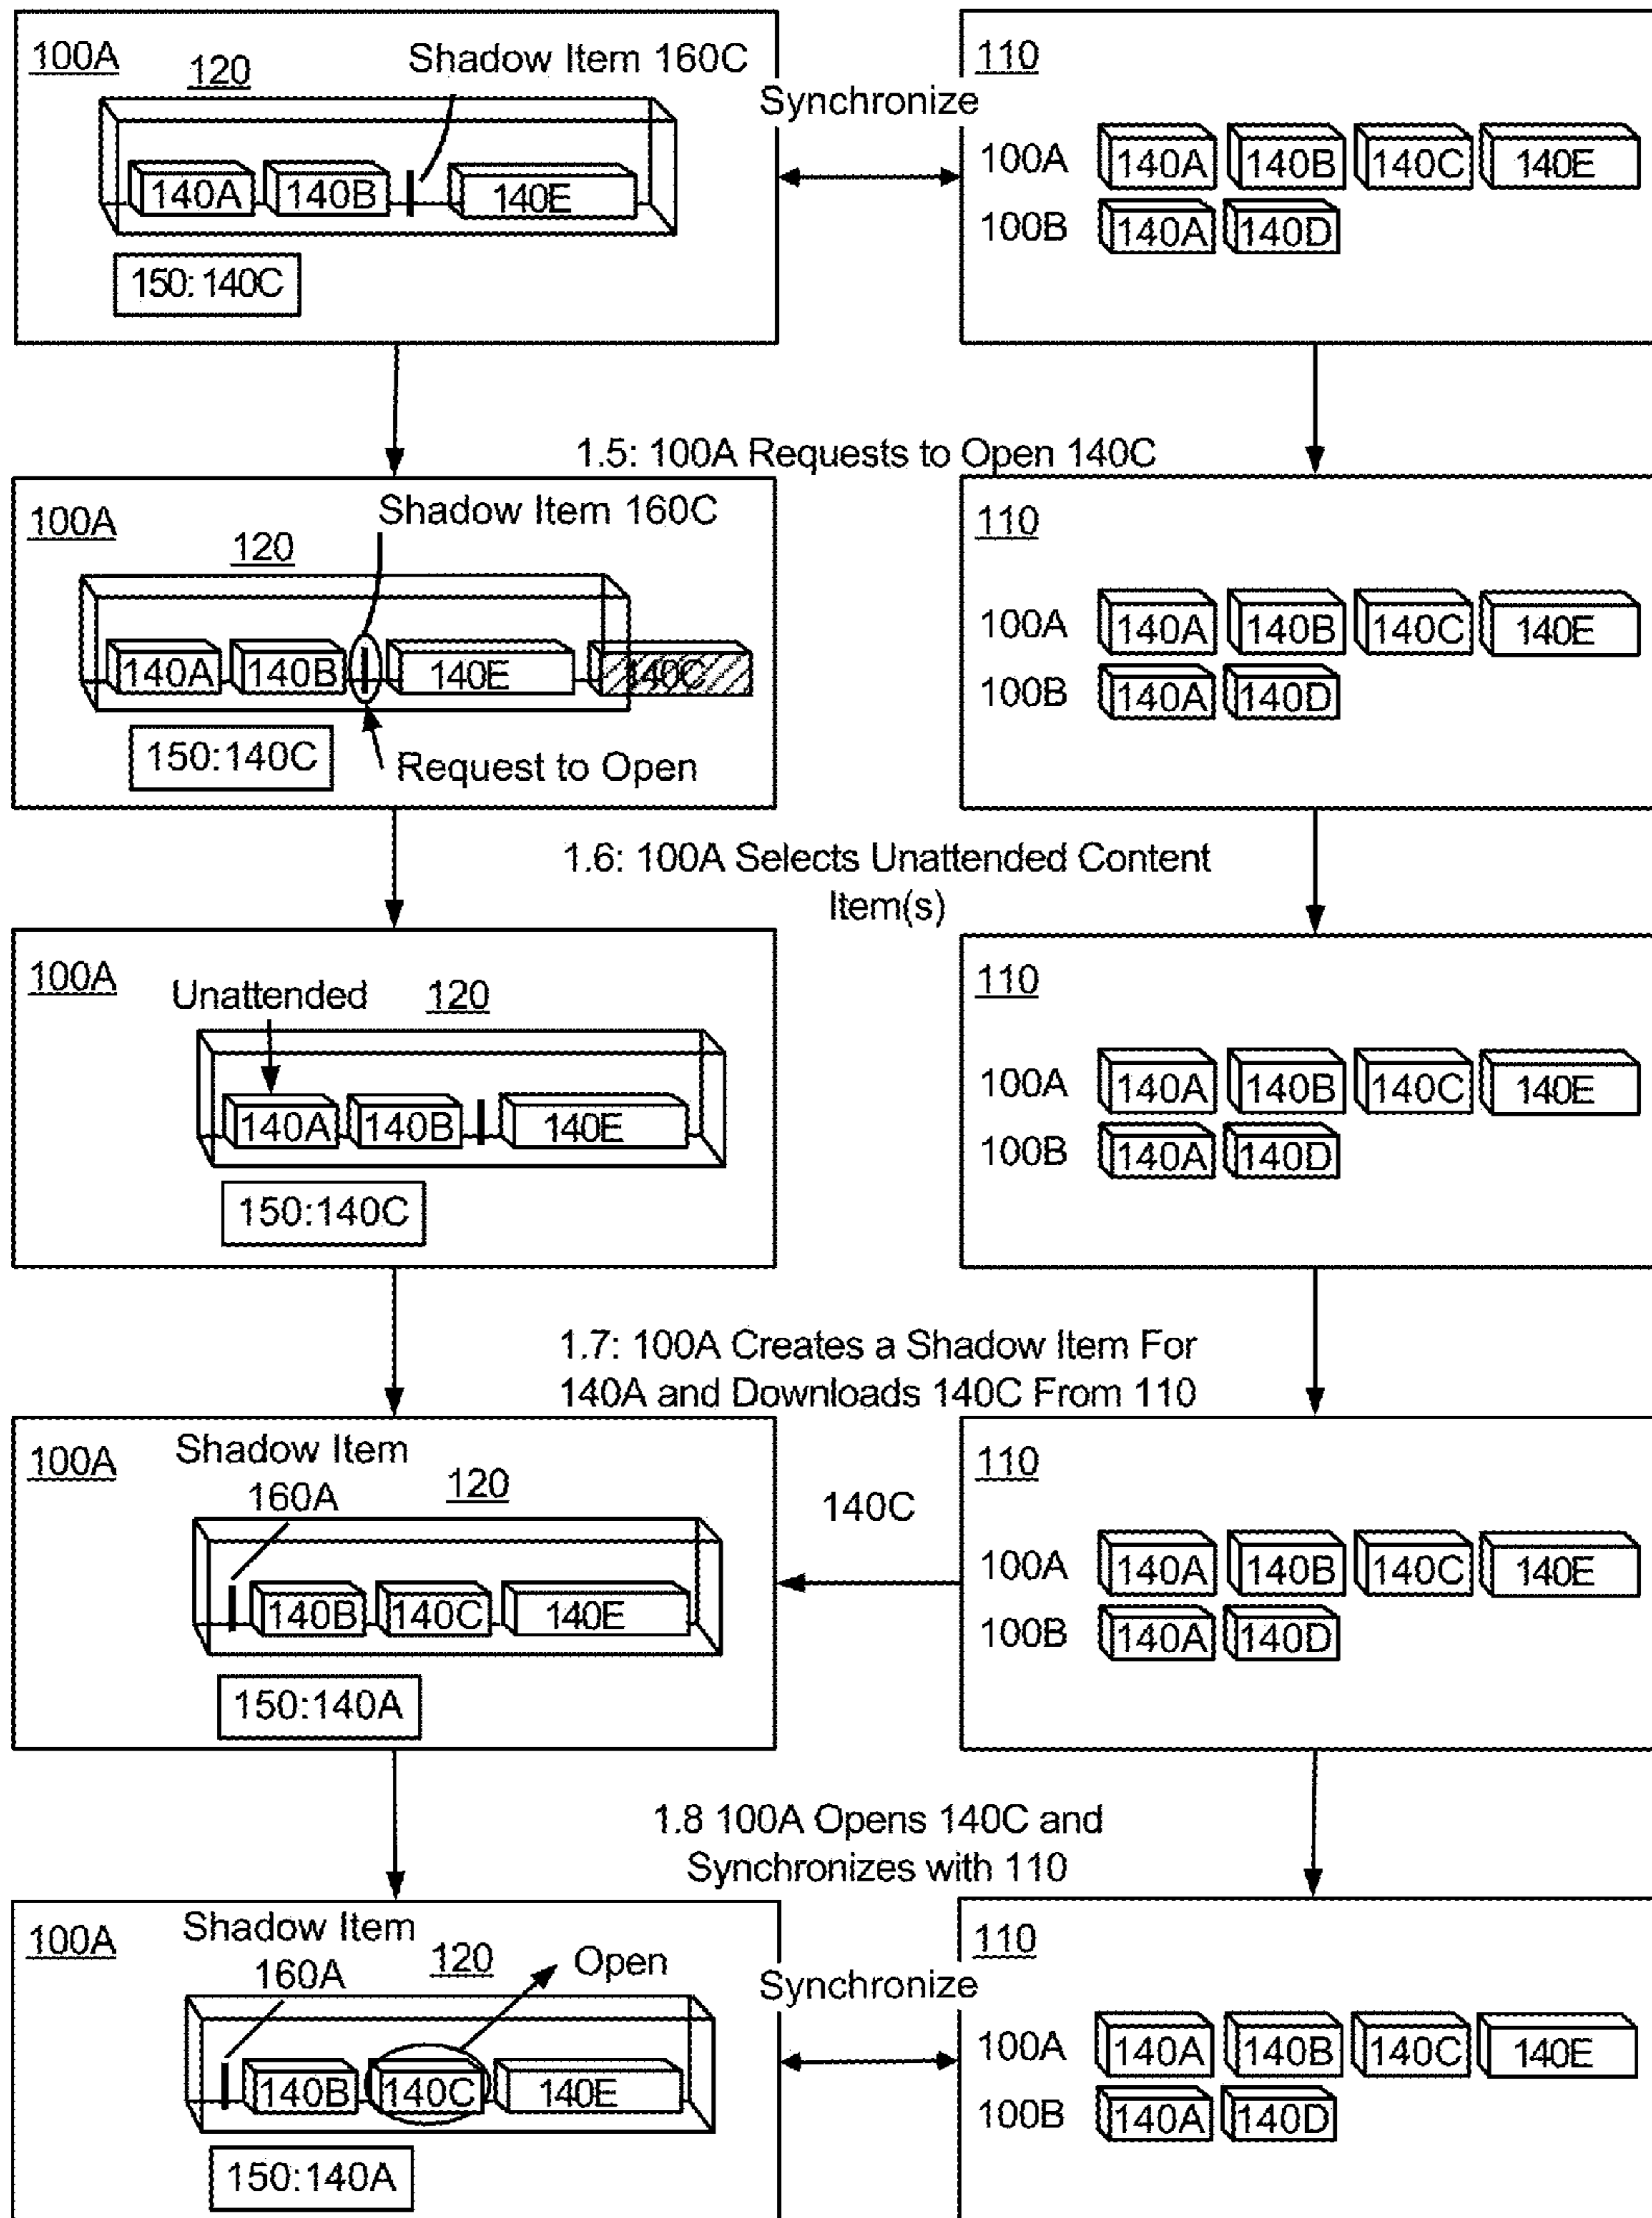 100A
120
Shadow Item 160C
140A
140B
140E
150:140C
Synchronize
110
100A
140A
140B
140C
140E
100B
140A
140D
1.5: 100A Requests to Open 140C
100A
120
Shadow Item 160C
140A
140B
140E
140C
150:140C
Request to Open
110
100A
140A
140B
140C
140E
100B
140A
140D
1.6: 100A Selects Unattended Content
Item(s)
100A
Unattended
120
140A
140B
140E
150:140C
110
100A
140A
140B
140C
140E
100B
140A
140D
1.7: 100A Creates a Shadow Item For
140A and Downloads 140C From 110
100A
Shadow Item
160A
120
140B
140C
140E
150:140A
140C
110
100A
140A
140B
140C
140E
100B
140A
140D
1.8 100A Opens 140C and
Synchronizes with 110
100A
Shadow Item
160A
120
Open
140B
140C
140E
150:140A
Synchronize
110
100A
140A
140B
140C
140E
100B
140A
140D